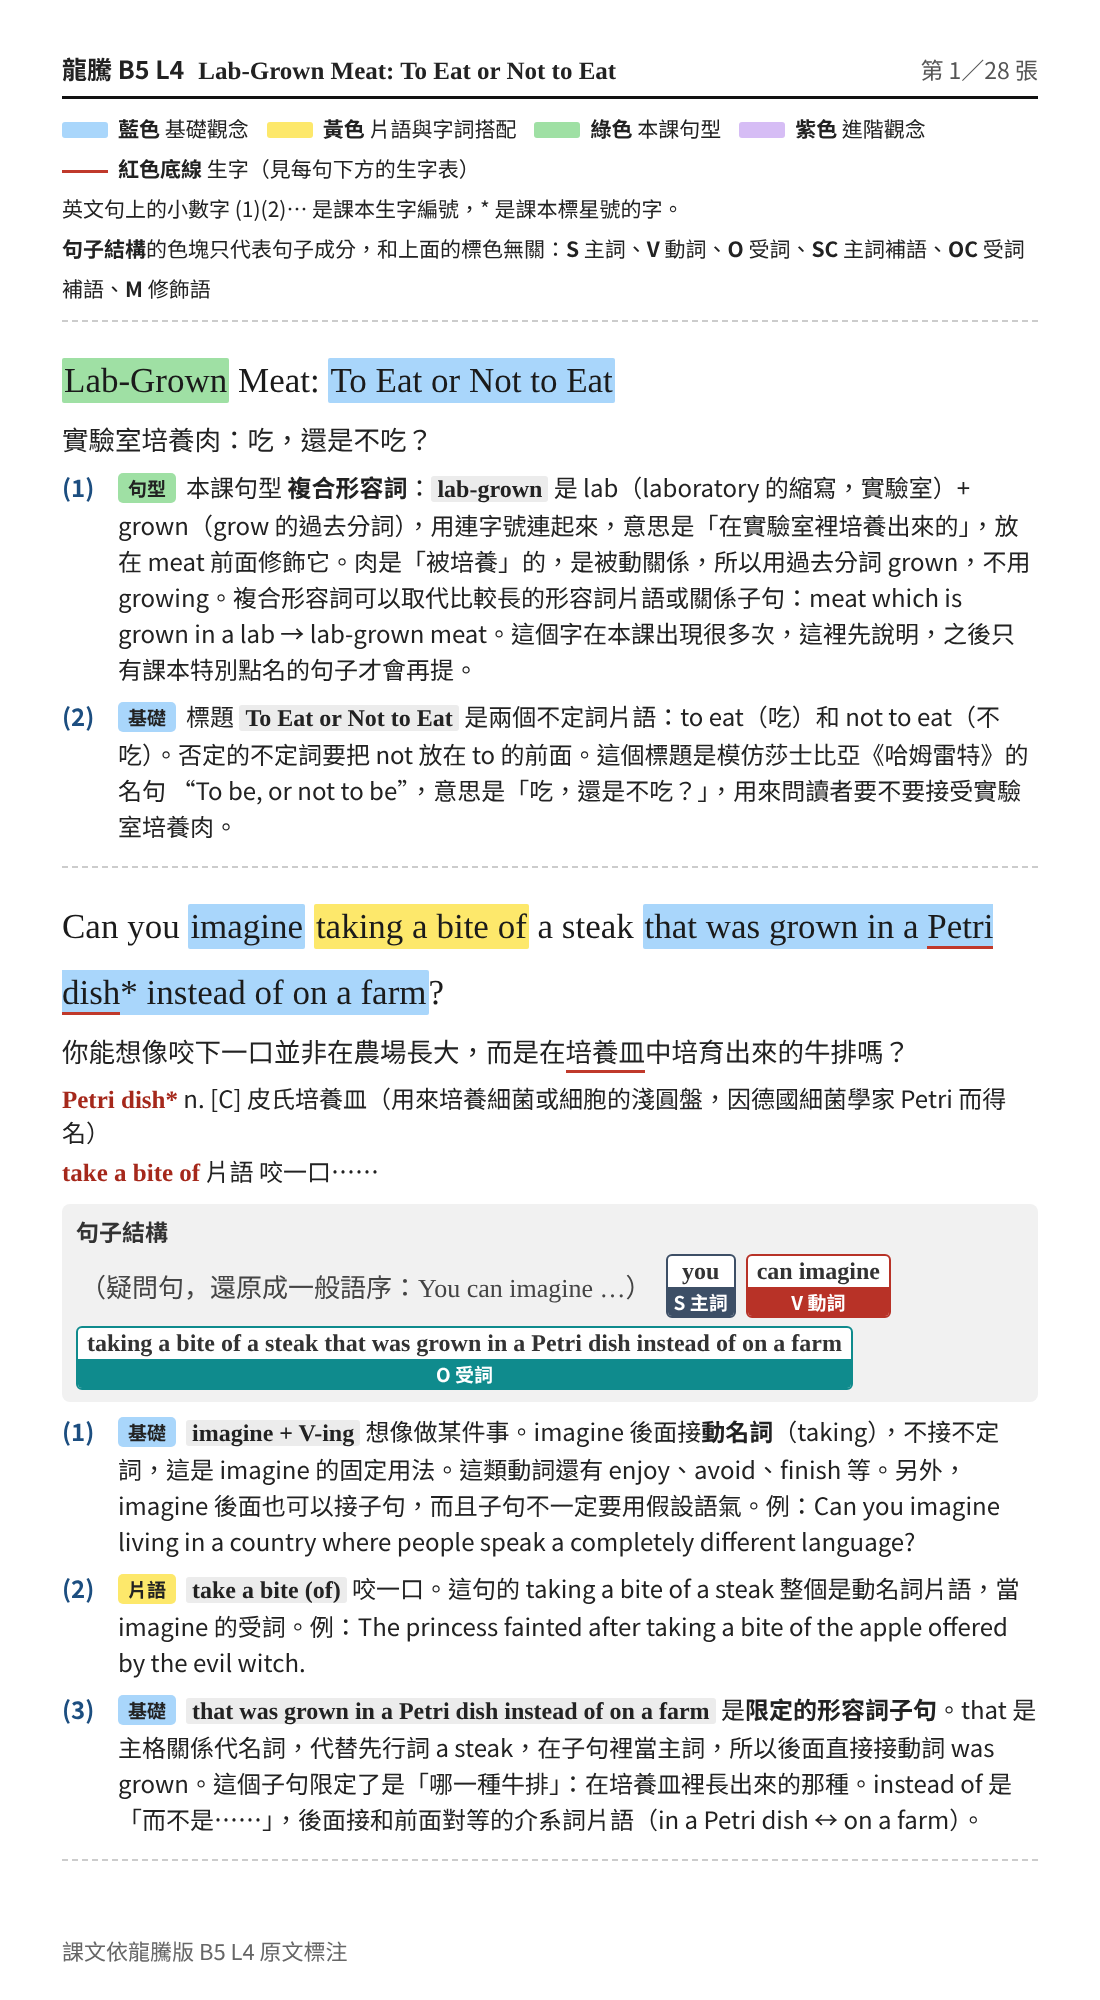 龍騰 B5 L4 Lab-Grown Meat: To Eat or Not to Eat 第 1／28 張
藍色 基礎觀念 黃色 片語與字詞搭配 綠色 本課句型 紫色 進階觀念
紅色底線 生字（見每句下方的生字表）
英文句上的小數字 (1)(2)⋯ 是課本生字編號，* 是課本標星號的字。
句子結構的色塊只代表句子成分，和上面的標色無關：S 主詞、V 動詞、O 受詞、SC 主詞補語、OC 受詞
補語、M 修飾語
Lab-Grown Meat: To Eat or Not to Eat
實驗室培養肉：吃，還是不吃？
(1) 句型 本課句型 複合形容詞：lab-grown 是 lab（laboratory 的縮寫，實驗室）+
grown（grow 的過去分詞），用連字號連起來，意思是「在實驗室裡培養出來的」，放
在 meat 前面修飾它。肉是「被培養」的，是被動關係，所以用過去分詞 grown，不用
growing。複合形容詞可以取代比較長的形容詞片語或關係子句：meat which is
grown in a lab → lab-grown meat。這個字在本課出現很多次，這裡先說明，之後只
有課本特別點名的句子才會再提。
(2) 基礎 標題 To Eat or Not to Eat 是兩個不定詞片語：to eat（吃）和 not to eat（不
吃）。否定的不定詞要把 not 放在 to 的前面。這個標題是模仿莎士比亞《哈姆雷特》的
名句 “To be, or not to be”，意思是「吃，還是不吃？」，用來問讀者要不要接受實驗
室培養肉。
Can you imagine taking a bite of a steak that was grown in a Petri
dish* instead of on a farm?
你能想像咬下一口並非在農場長大，而是在培養皿中培育出來的牛排嗎？
Petri dish* n. [C] 皮氏培養皿（用來培養細菌或細胞的淺圓盤，因德國細菌學家 Petri 而得
名）
take a bite of 片語 咬一口⋯⋯
句子結構
（疑問句，還原成一般語序：You can imagine …） you can imagine
S 主詞 V 動詞
taking a bite of a steak that was grown in a Petri dish instead of on a farm
O 受詞
(1) 基礎 imagine + V-ing 想像做某件事。imagine 後面接動名詞（taking），不接不定
詞，這是 imagine 的固定用法。這類動詞還有 enjoy、avoid、finish 等。另外，
imagine 後面也可以接子句，而且子句不一定要用假設語氣。例：Can you imagine
living in a country where people speak a completely different language?
(2) 片語 take a bite (of) 咬一口。這句的 taking a bite of a steak 整個是動名詞片語，當
imagine 的受詞。例：The princess fainted after taking a bite of the apple offered
by the evil witch.
(3) 基礎 that was grown in a Petri dish instead of on a farm 是限定的形容詞子句。that 是
主格關係代名詞，代替先行詞 a steak，在子句裡當主詞，所以後面直接接動詞 was
grown。這個子句限定了是「哪一種牛排」：在培養皿裡長出來的那種。instead of 是
「而不是⋯⋯」，後面接和前面對等的介系詞片語（in a Petri dish ↔ on a farm）。
課文依龍騰版 B5 L4 原文標注